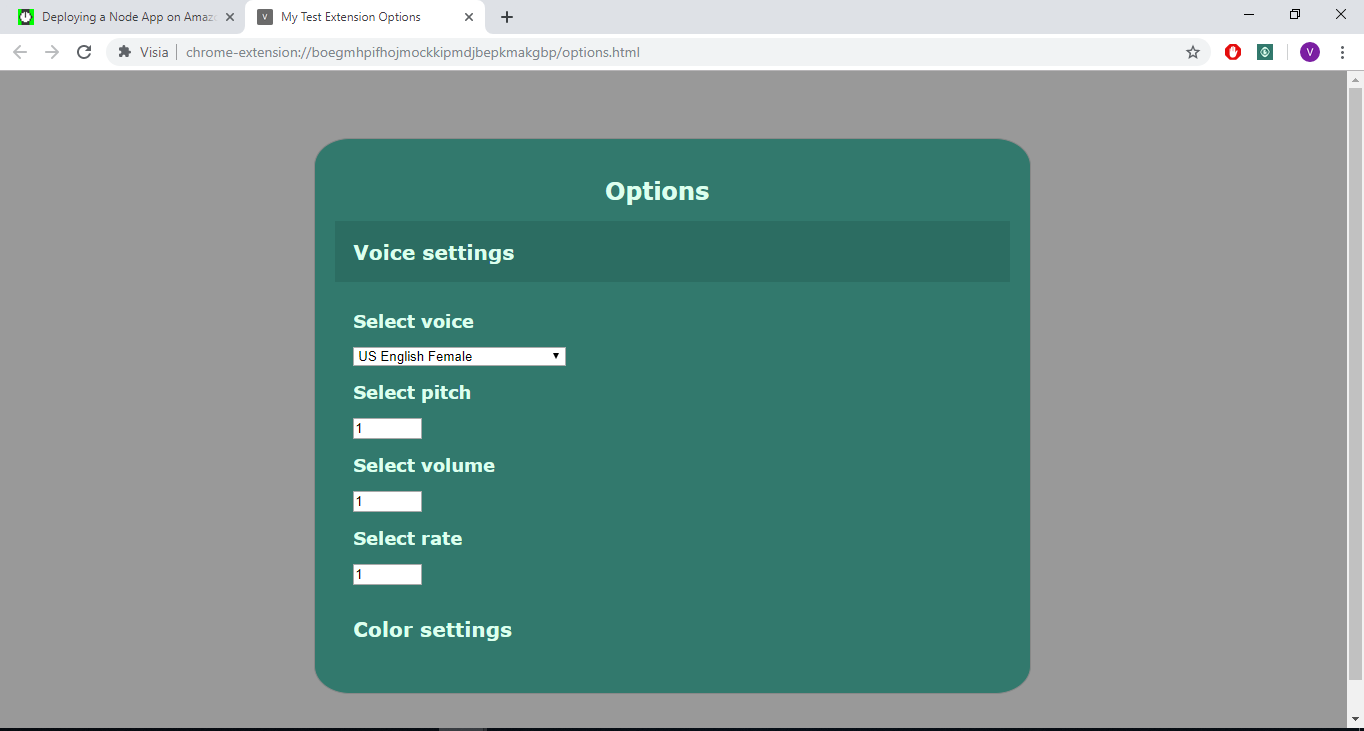 Deploying a Node App on Amaz
V
My Test Extension Options
Visia
chrome-extension://boegmhpifhojmockkipmdjbepkmakgbp/options.html
V
Options
Voice settings
Select voice
US English Female
Select pitch
1
Select volume
1
Select rate
1
Color settings